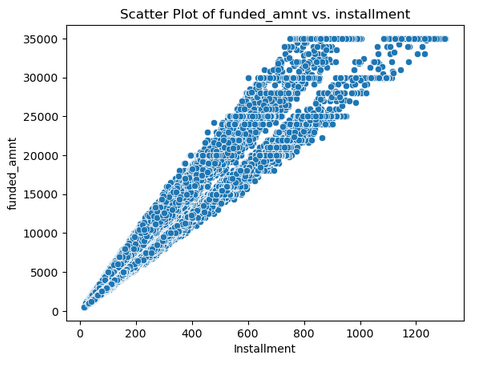 Scatter Plot of funded_amnt vs. installment
35000
30000
25000
20000
15000
10000
5000
0
funded_amnt
0 200 400 600 800 1000 1200
Installment